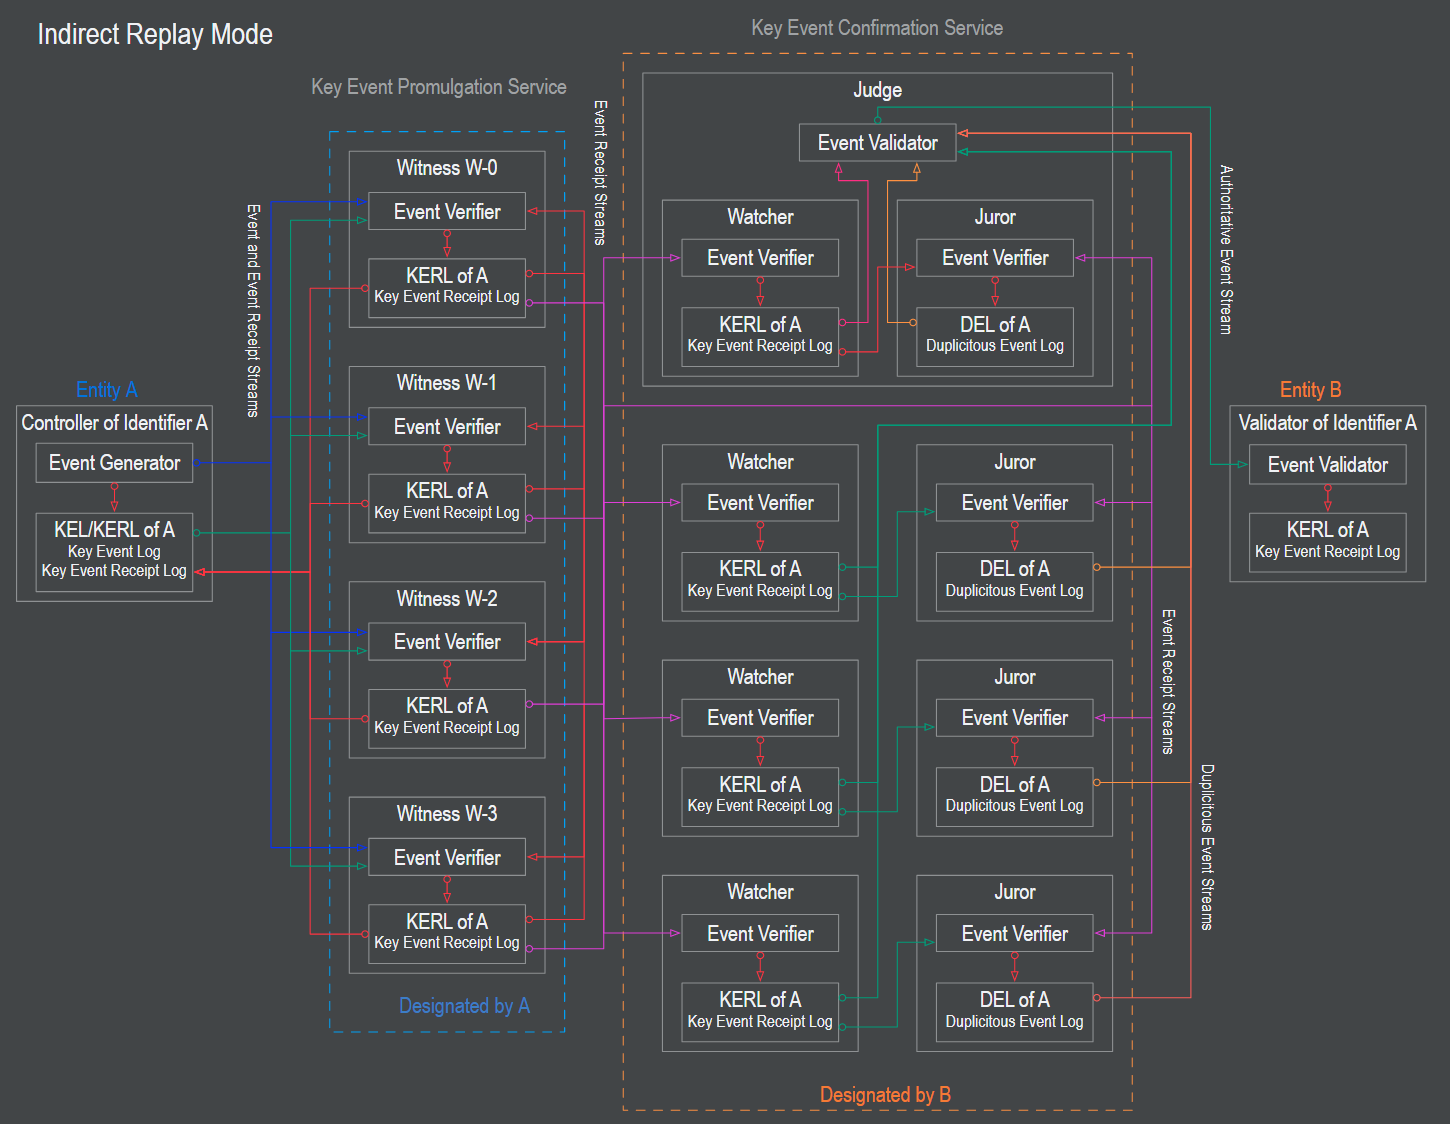 Indirect Replay Mode
Key Event Confirmation Service
Key Event Promulgation Service
Judge
Event Validator
Event Receipt Streams
Witness W-0
Event Verifier
KERL of A
Key Event Receipt Log
Event and Event Receipt Streams
Watcher
Event Verifier
KERL of A
Key Event Receipt Log
Juror
Event Verifier
DEL of A
Duplicitous Event Log
Authoritative Event Stream
Witness W-1
Event Verifier
KERL of A
Key Event Receipt Log
Entity A
Controller of Identifier A
Event Generator
KEL/KERL of A
Key Event Log
Key Event Receipt Log
Entity B
Validator of Identifier A
Event Validator
KERL of A
Key Event Receipt Log
Watcher
Event Verifier
KERL of A
Key Event Receipt Log
Juror
Event Verifier
DEL of A
Duplicitous Event Log
Witness W-2
Event Verifier
KERL of A
Key Event Receipt Log
Watcher
Event Verifier
KERL of A
Key Event Receipt Log
Juror
Event Verifier
DEL of A
Duplicitous Event Log
Event Receipt Streams
Duplicitous Event Streams
Witness W-3
Event Verifier
KERL of A
Key Event Receipt Log
Watcher
Event Verifier
KERL of A
Key Event Receipt Log
Juror
Event Verifier
DEL of A
Duplicitous Event Log
Designated by A
Designated by B